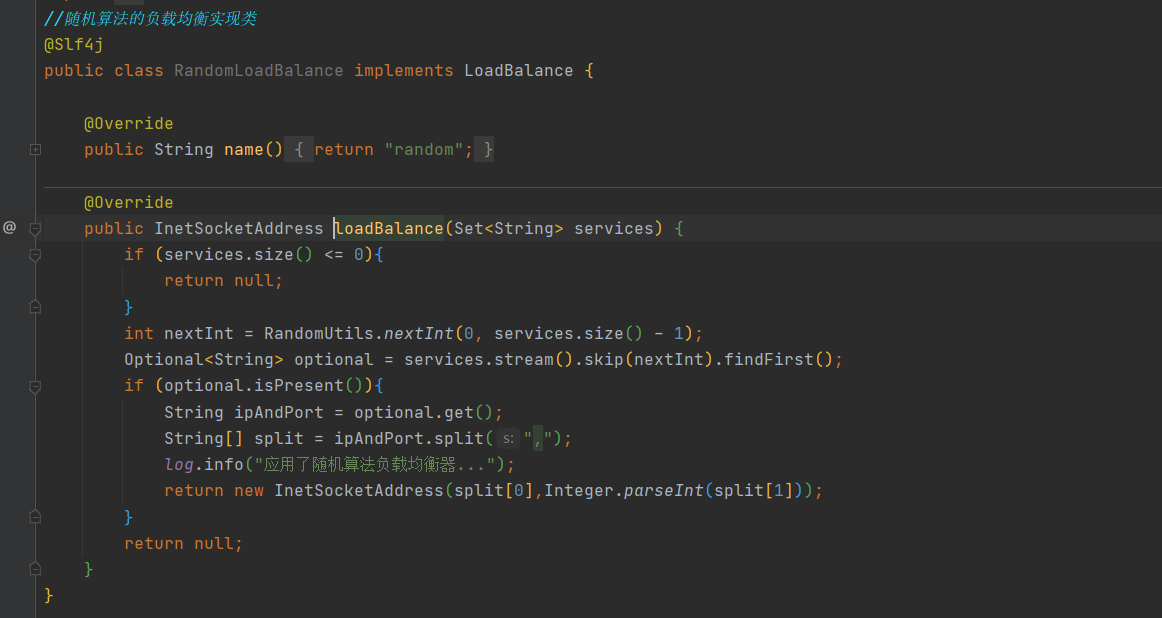 //随机算法的负载均衡实现类
@Slf4j
public class RandomLoadBalance implements LoadBalance {
@Override
public String name() { return "random"; }
@Override
@ public InetSocketAddress loadBalance(Set<String> services) {
if (services.size() <= 0){
return null;
}
int nextInt = RandomUtils.nextInt(0, services.size() - 1);
Optional<String> optional = services.stream().skip(nextInt).findFirst();
if (optional.isPresent()){
String ipAndPort = optional.get();
String[] split = ipAndPort.split( s: ",");
log.info("应用了随机算法负载均衡器...");
return new InetSocketAddress(split[0],Integer.parseInt(split[1]));
}
return null;
}
}